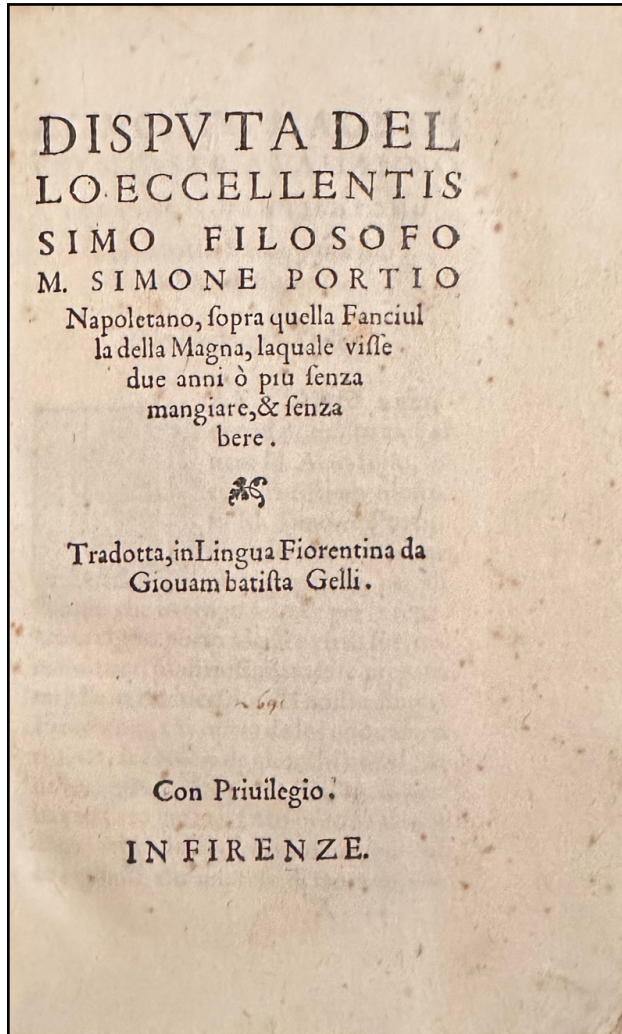 DISPVTA DEL
LO ECCELLENTIS
SIMO FILOSOFO
M. SIMONE PORTIO
Napoletano, ſopra quella Fanciul
la della Magna, laquale viſſe
due anni ò piu ſenza
mangiare, & ſenza
bere.
Tradotta, in Lingua Fiorentina da
Giouambatiſta Gelli.
Con Priuilegio.
IN FIRENZE.